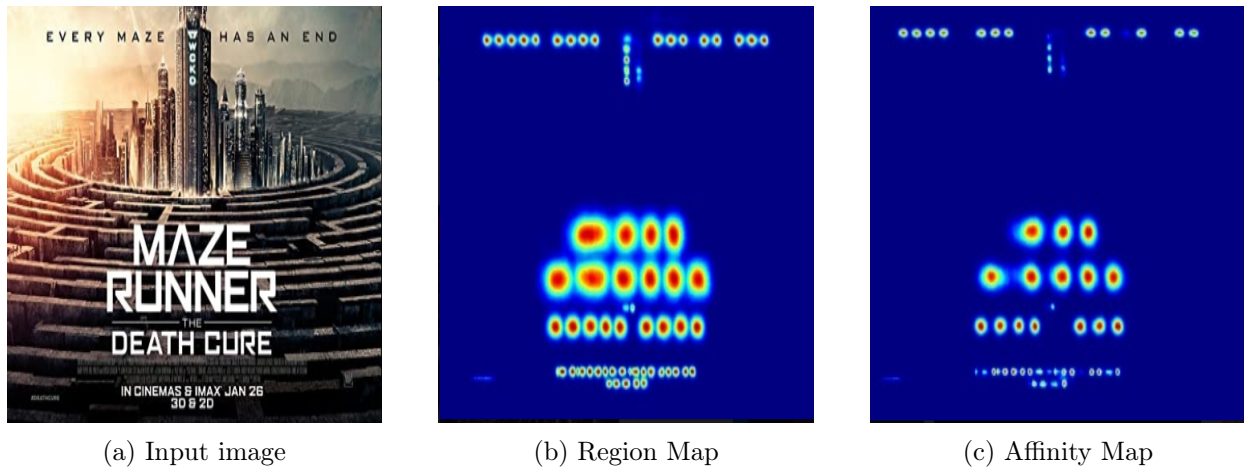 EVERY MAZE HAS AN END
WCKD
MAZE
RUNNER
THE
DEATH CURE
IN CINEMAS & IMAX JAN 26
3D & 2D
(a) Input image
(b) Region Map
(c) Affinity Map